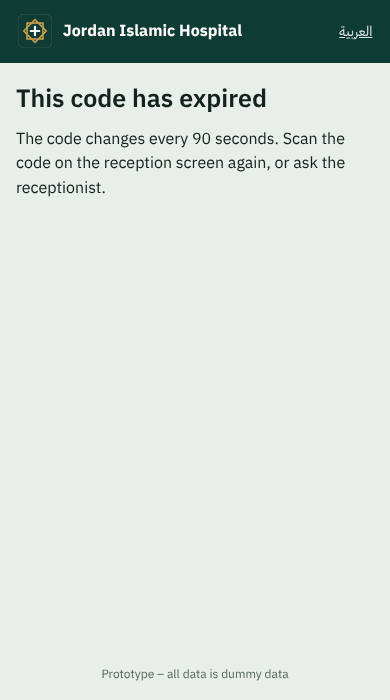 Jordan Islamic Hospital
العربية
This code has expired
The code changes every 90 seconds. Scan the
code on the reception screen again, or ask the
receptionist.
Prototype – all data is dummy data